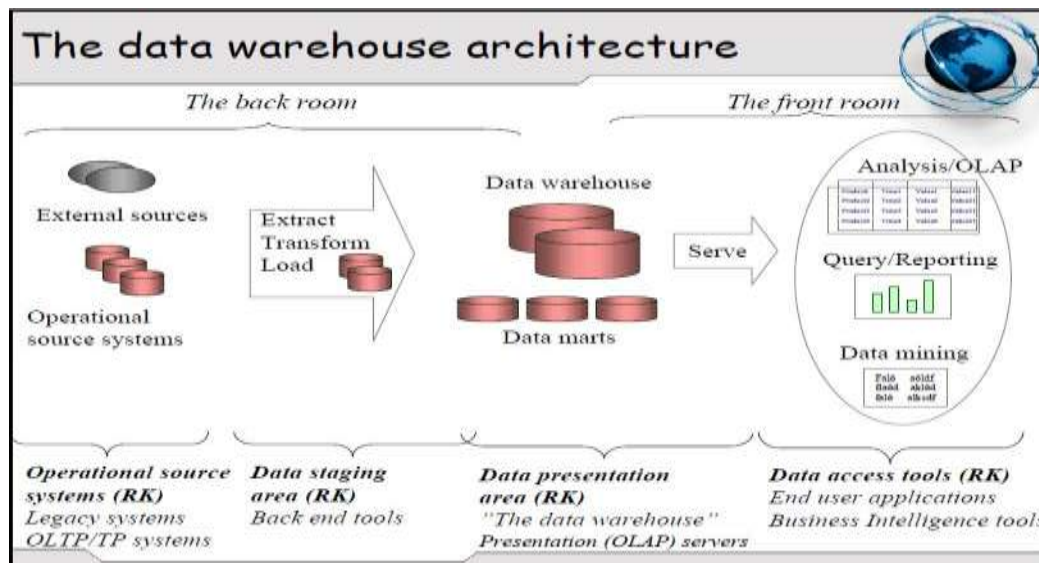 The data warehouse architecture
The back room
The front room
External sources
Operational
source systems
Extract
Transform
Load
Data warehouse
Data marts
Serve
Analysis/OLAP
Query/Reporting
Data mining
Operational source
systems (RK)
Legacy systems
OLTP/TP systems
Data staging
area (RK)
Back end tools
Data presentation
area (RK)
"The data warehouse"
Presentation (OLAP) servers
Data access tools (RK)
End user applications
Business Intelligence tools